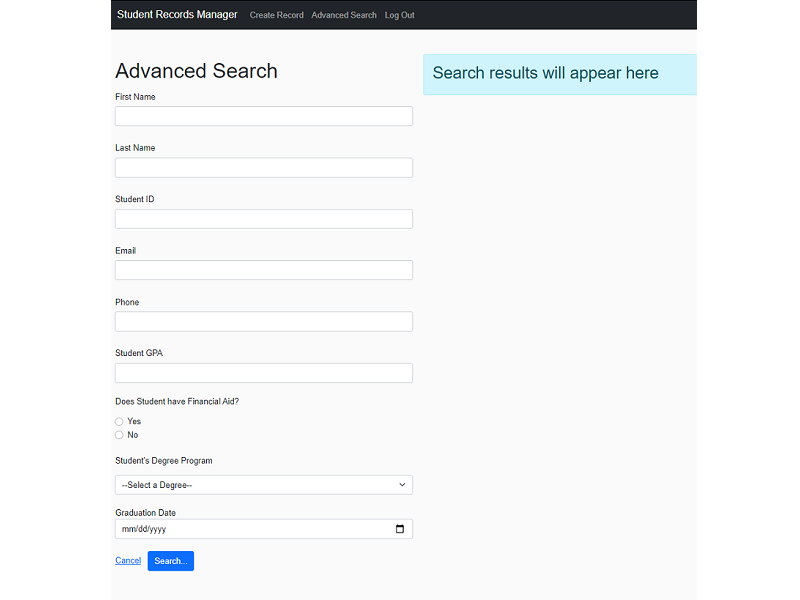 Student Records Manager Create Record Advanced Search Log Out
Advanced Search
First Name
Last Name
Student ID
Email
Phone
Student GPA
Does Student have Financial Aid?
Yes
No
Student's Degree Program
--Select a Degree--
Graduation Date
mm/dd/yyyy
Cancel Search...
Search results will appear here